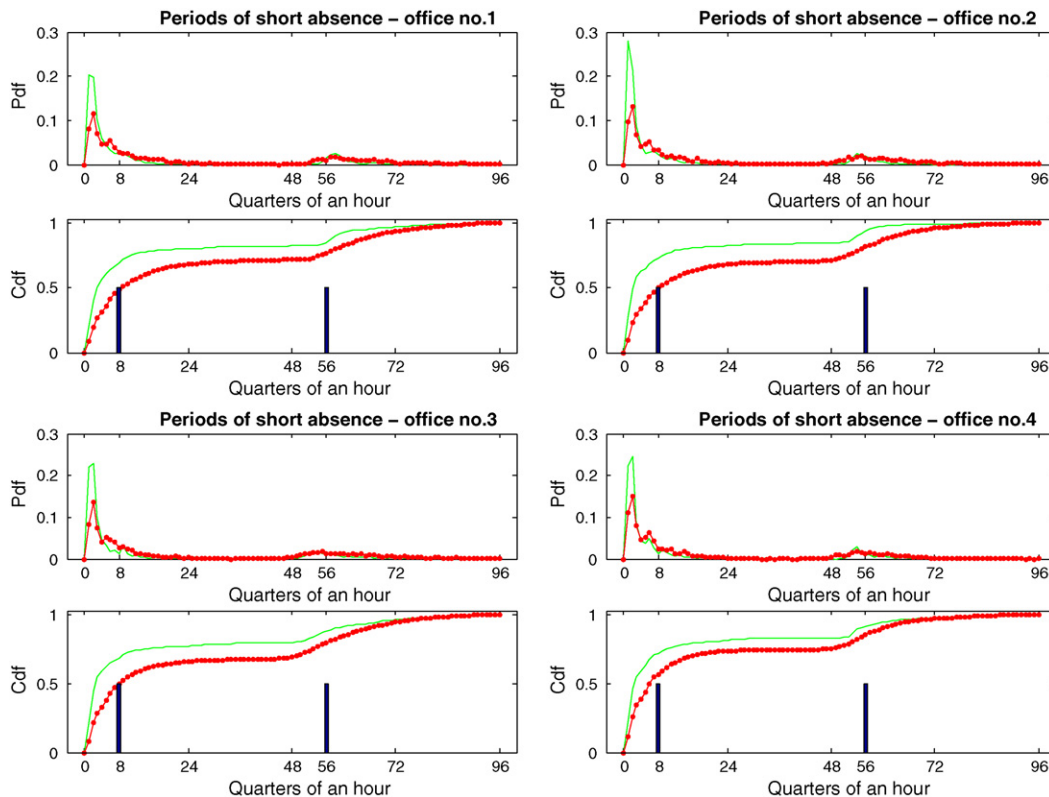 Periods of short absence – office no.1
0.3
0.2
0.1
0
Pdf
0 8 24 48 56 72 96
Quarters of an hour
1
0.5
0
Cdf
0 8 24 48 56 72 96
Quarters of an hour
Periods of short absence – office no.2
0.3
0.2
0.1
0
Pdf
0 8 24 48 56 72 96
Quarters of an hour
1
0.5
0
Cdf
0 8 24 48 56 72 96
Quarters of an hour
Periods of short absence – office no.3
0.3
0.2
0.1
0
Pdf
0 8 24 48 56 72 96
Quarters of an hour
1
0.5
0
Cdf
0 8 24 48 56 72 96
Quarters of an hour
Periods of short absence – office no.4
0.3
0.2
0.1
0
Pdf
0 8 24 48 56 72 96
Quarters of an hour
1
0.5
0
Cdf
0 8 24 48 56 72 96
Quarters of an hour